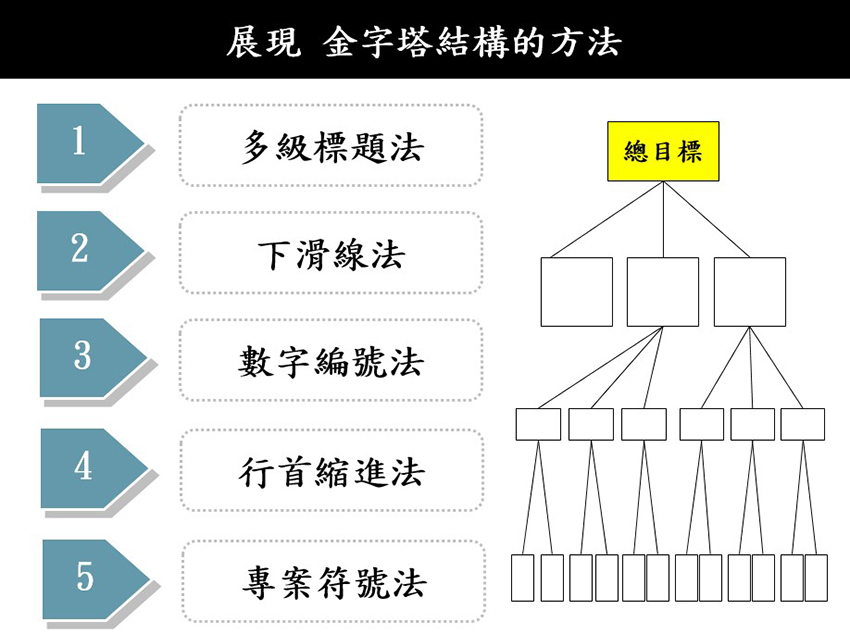 展現 金字塔結構的方法
1
多級標題法
2
下滑線法
3
數字編號法
4
行首縮進法
5
專案符號法
總目標